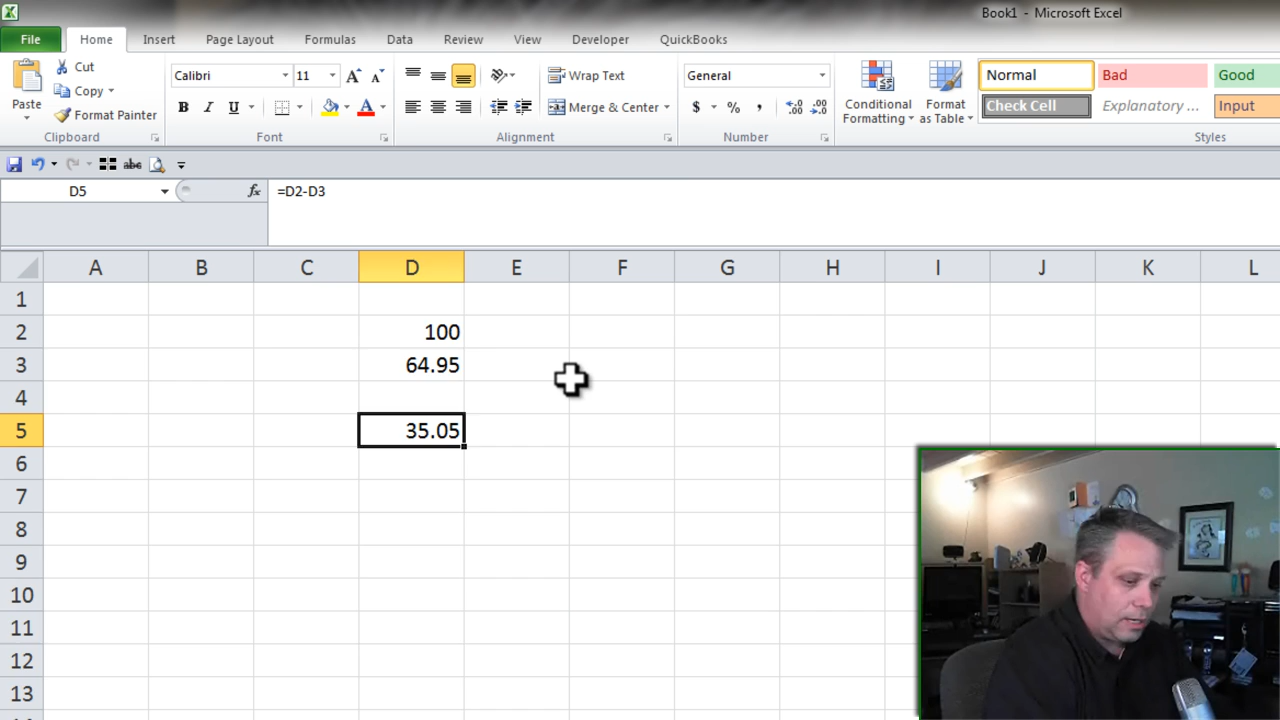 Book1 - Microsoft Excel
File Home Insert Page Layout Formulas Data Review View Developer QuickBooks
Cut Calibri 11 Wrap Text General Normal Bad Good
Paste Copy Format Painter B I U A Merge & Center $ % , Conditional Formatting Format as Table Check Cell Explanatory ... Input
Clipboard Font Alignment Number Styles
abc
D5 fx =D2-D3
A B C D E F G H I J K L
1
2 100
3 64.95
4
5 35.05
6
7
8
9
10
11
12
13